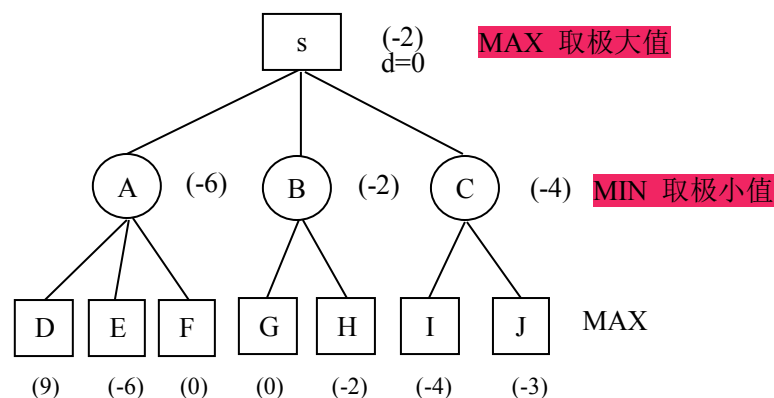 s (-2) MAX 取极大值
d=0
A (-6) B (-2) C (-4) MIN 取极小值
D E F G H I J MAX
(9) (-6) (0) (0) (-2) (-4) (-3)